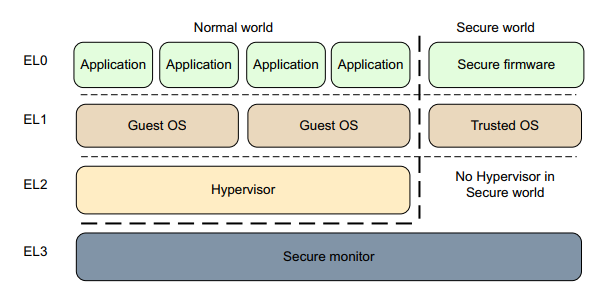 Normal world Secure world
EL0 Application Application Application Application Secure firmware
EL1 Guest OS Guest OS Trusted OS
EL2 Hypervisor No Hypervisor in
Secure world
EL3 Secure monitor